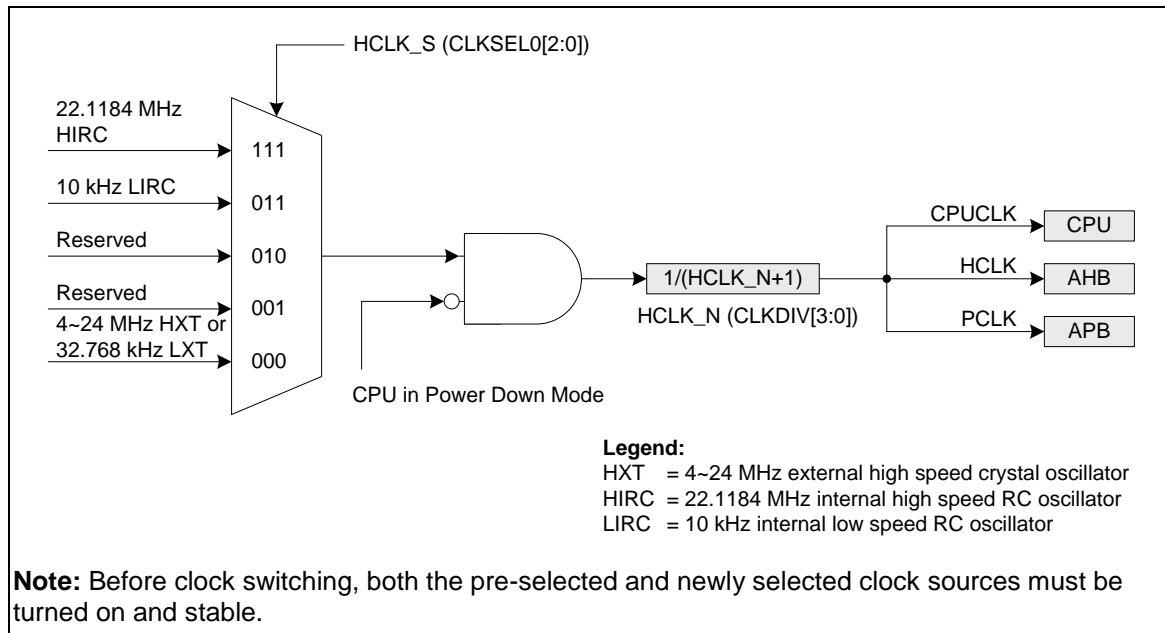 HCLK_S (CLKSEL0[2:0])
22.1184 MHz
HIRC
111
10 kHz LIRC
011
Reserved
010
Reserved
001
4~24 MHz HXT or
32.768 kHz LXT
000
CPU in Power Down Mode
1/(HCLK_N+1)
HCLK_N (CLKDIV[3:0])
CPUCLK
CPU
HCLK
AHB
PCLK
APB
Legend:
HXT = 4~24 MHz external high speed crystal oscillator
HIRC = 22.1184 MHz internal high speed RC oscillator
LIRC = 10 kHz internal low speed RC oscillator
Note: Before clock switching, both the pre-selected and newly selected clock sources must be
turned on and stable.